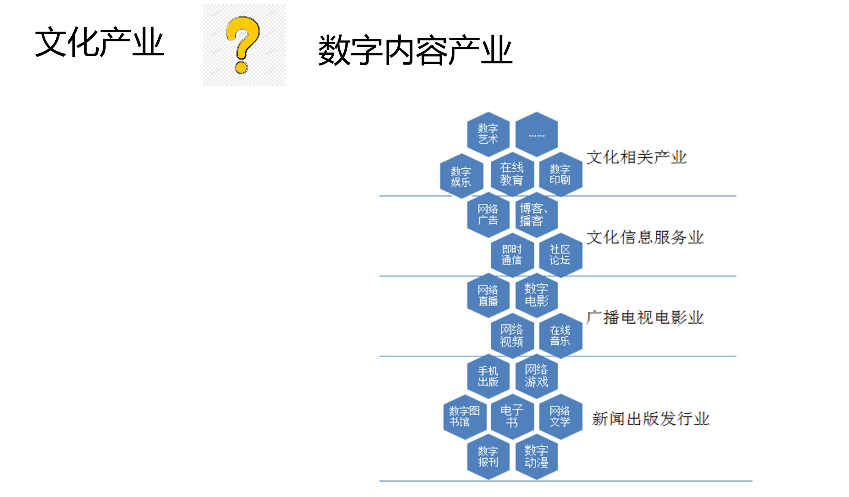 文化产业
?
数字内容产业
数字
艺术
……
数字
娱乐
在线
教育
数字
印刷
文化相关产业
网络
广告
博客、
播客
即时
通信
社区
论坛
文化信息服务业
网络
直播
数字
电影
网络
视频
在线
音乐
广播电视电影业
手机
出版
网络
游戏
数字图
书馆
电子
书
网络
文学
数字
报刊
数字
动漫
新闻出版发行业